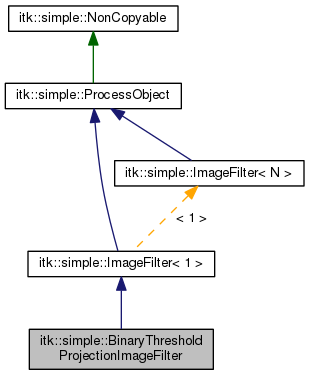 itk::simple::NonCopyable
itk::simple::ProcessObject
itk::simple::ImageFilter< N >
< 1 >
itk::simple::ImageFilter< 1 >
itk::simple::BinaryThreshold
ProjectionImageFilter